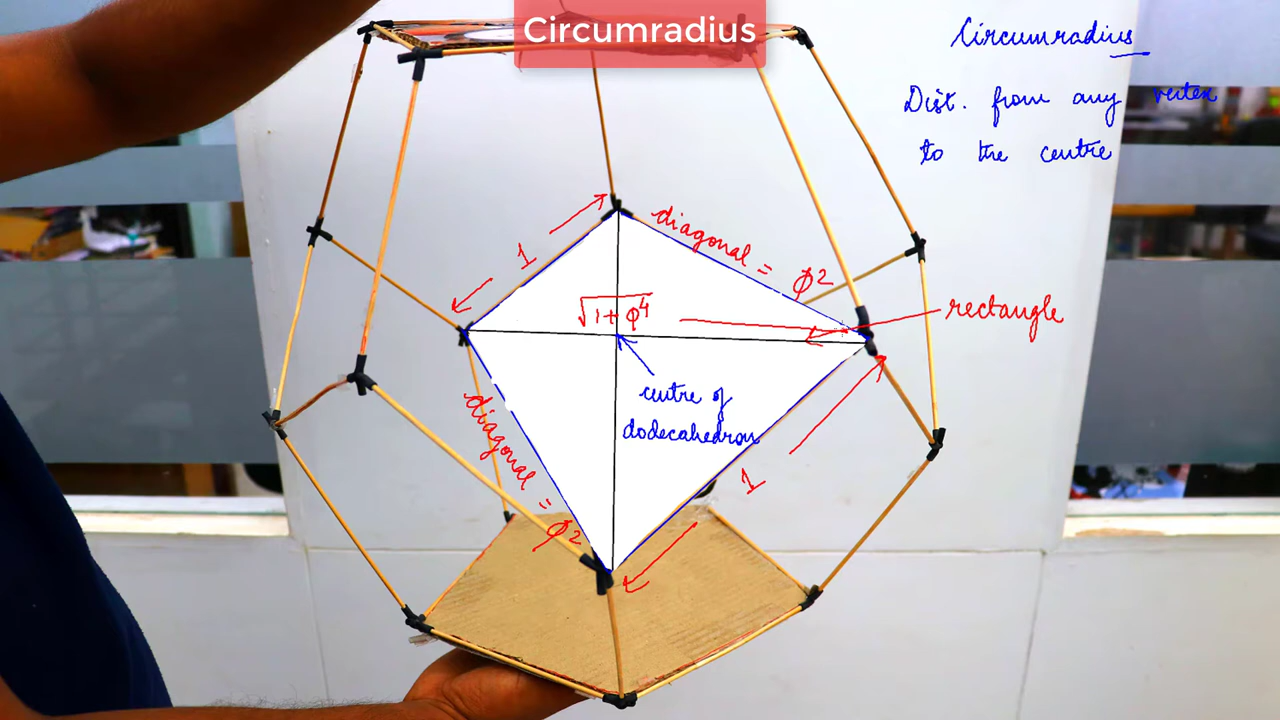 Circumradius
Circumradius
Dist. from any vertex
to the centre
1
diagonal = φ²
√1+φ⁴
rectangle
centre of
dodecahedron
diagonal = φ²
1